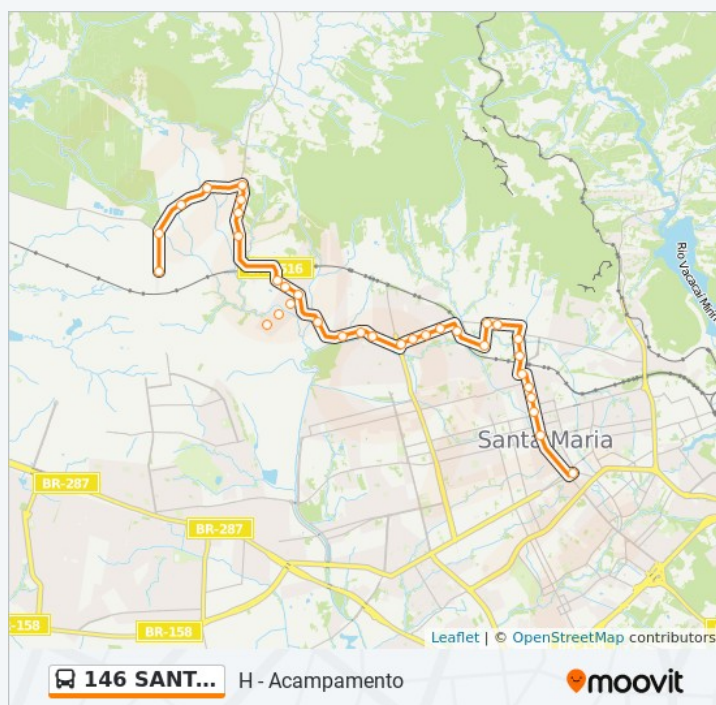 Rio Vacacaí Mirim
516
Santa Maria
BR-287
BR-287
-158
BR-158
Leaflet | © OpenStreetMap contributors
146 SANT...
H - Acampamento
moovit